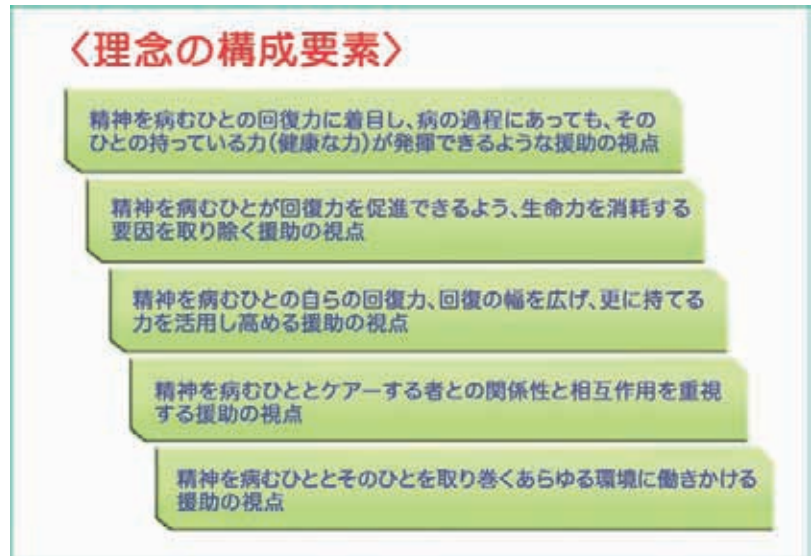 〈理念の構成要素〉
精神を病むひとの回復力に着目し、病の過程にあっても、その
ひとの持っている力(健康な力)が発揮できるような援助の視点
精神を病むひとが回復力を促進できるよう、生命力を消耗する
要因を取り除く援助の視点
精神を病むひとの自らの回復力、回復の幅を広げ、更に持てる
力を活用し高める援助の視点
精神を病むひととケアーする者との関係性と相互作用を重視
する援助の視点
精神を病むひととそのひとを取り巻くあらゆる環境に働きかける
援助の視点